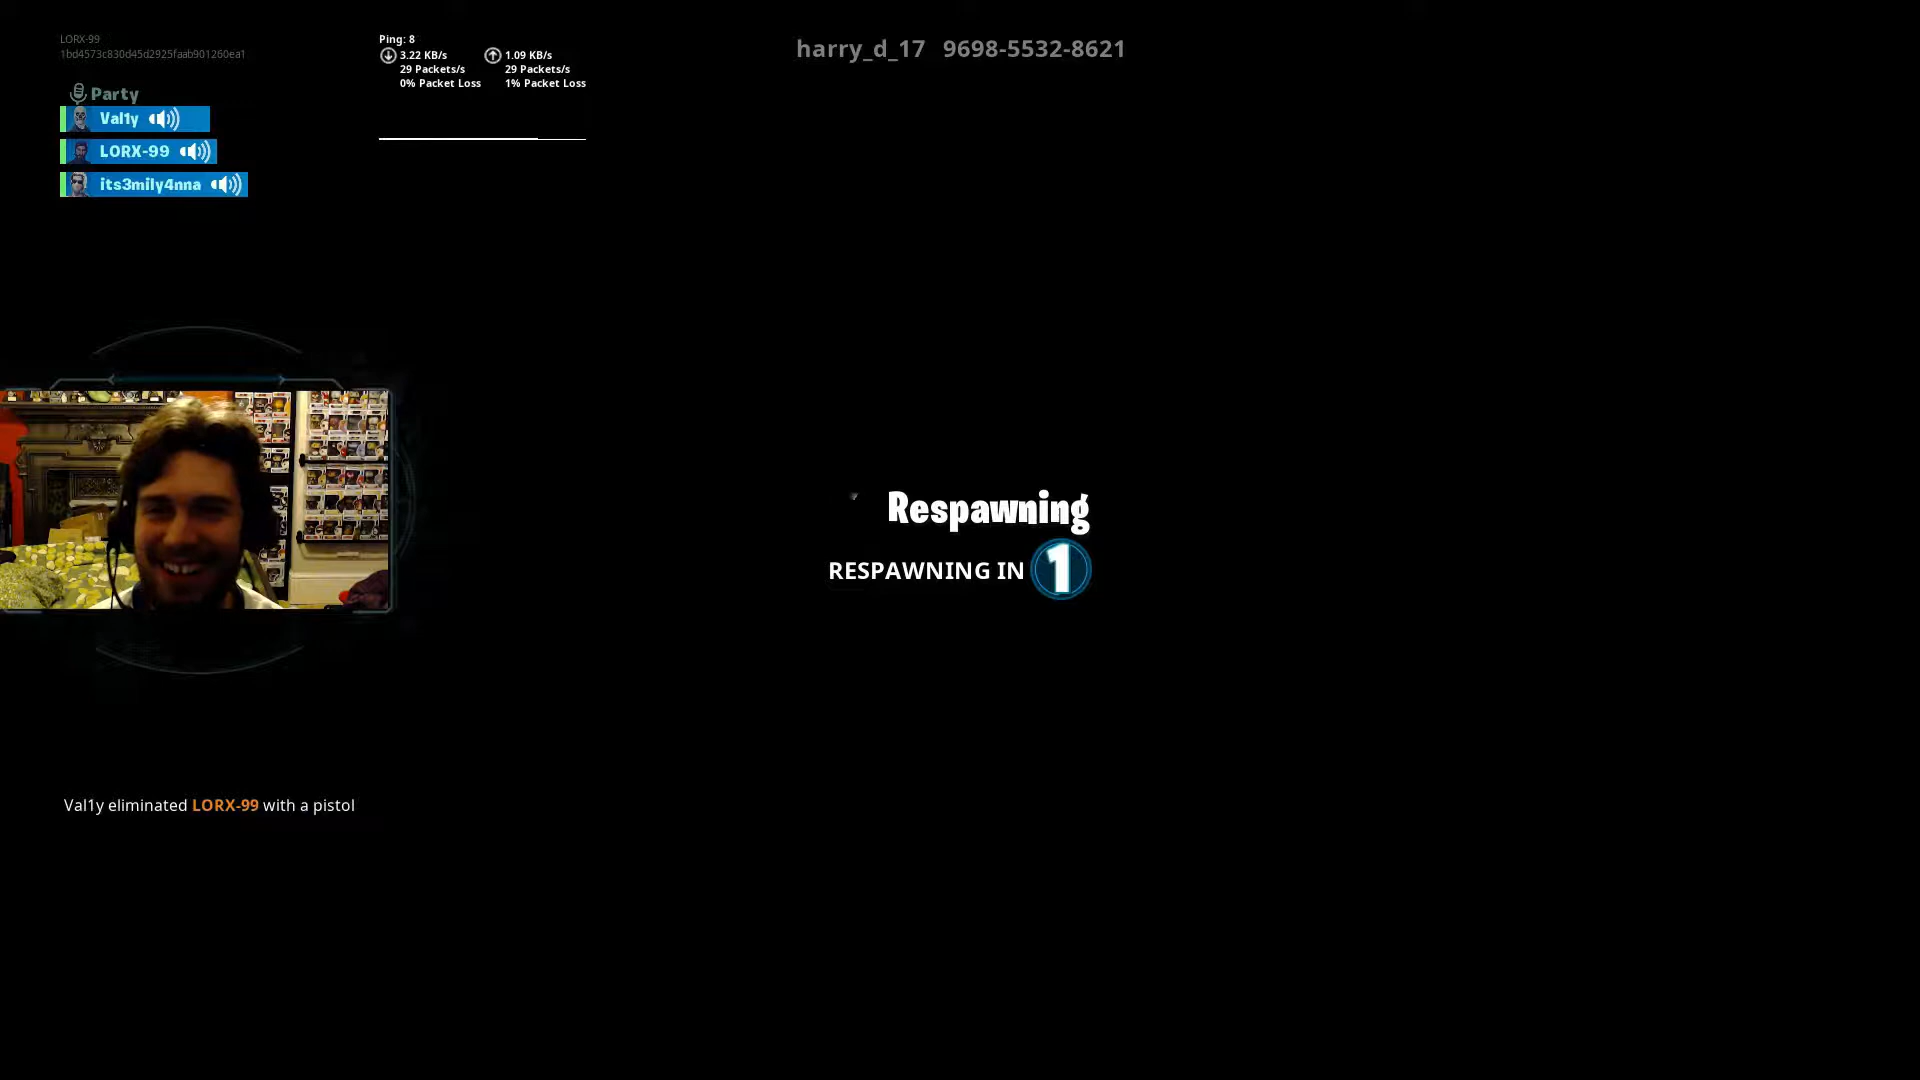 LORX-99
1bd4573c830d45d2925faab901260ea1
Ping: 8
3.22 KB/s
29 Packets/s
0% Packet Loss
1.09 KB/s
29 Packets/s
1% Packet Loss
harry_d_17 9698-5532-8621
Party
Val1y
LORX-99
its3mily4nna
Respawning
RESPAWNING IN 1
Val1y eliminated LORX-99 with a pistol